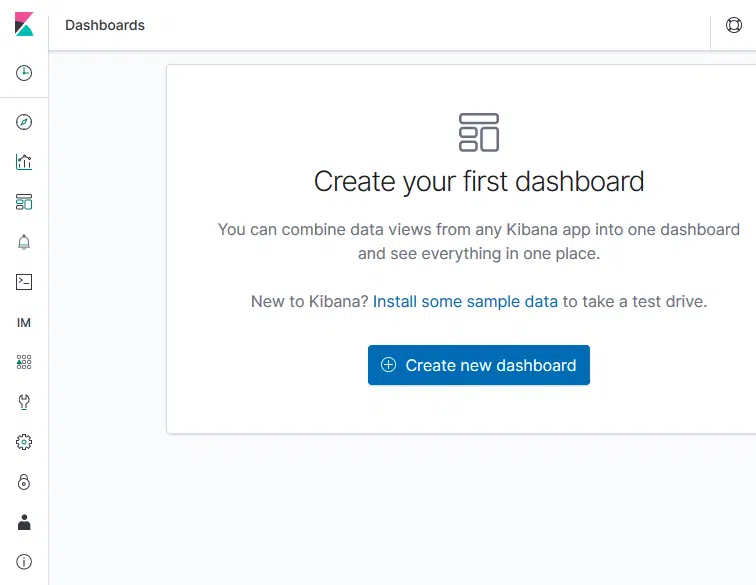 Dashboards
Create your first dashboard
You can combine data views from any Kibana app into one dashboard
and see everything in one place.
New to Kibana? Install some sample data to take a test drive.
Create new dashboard
IM